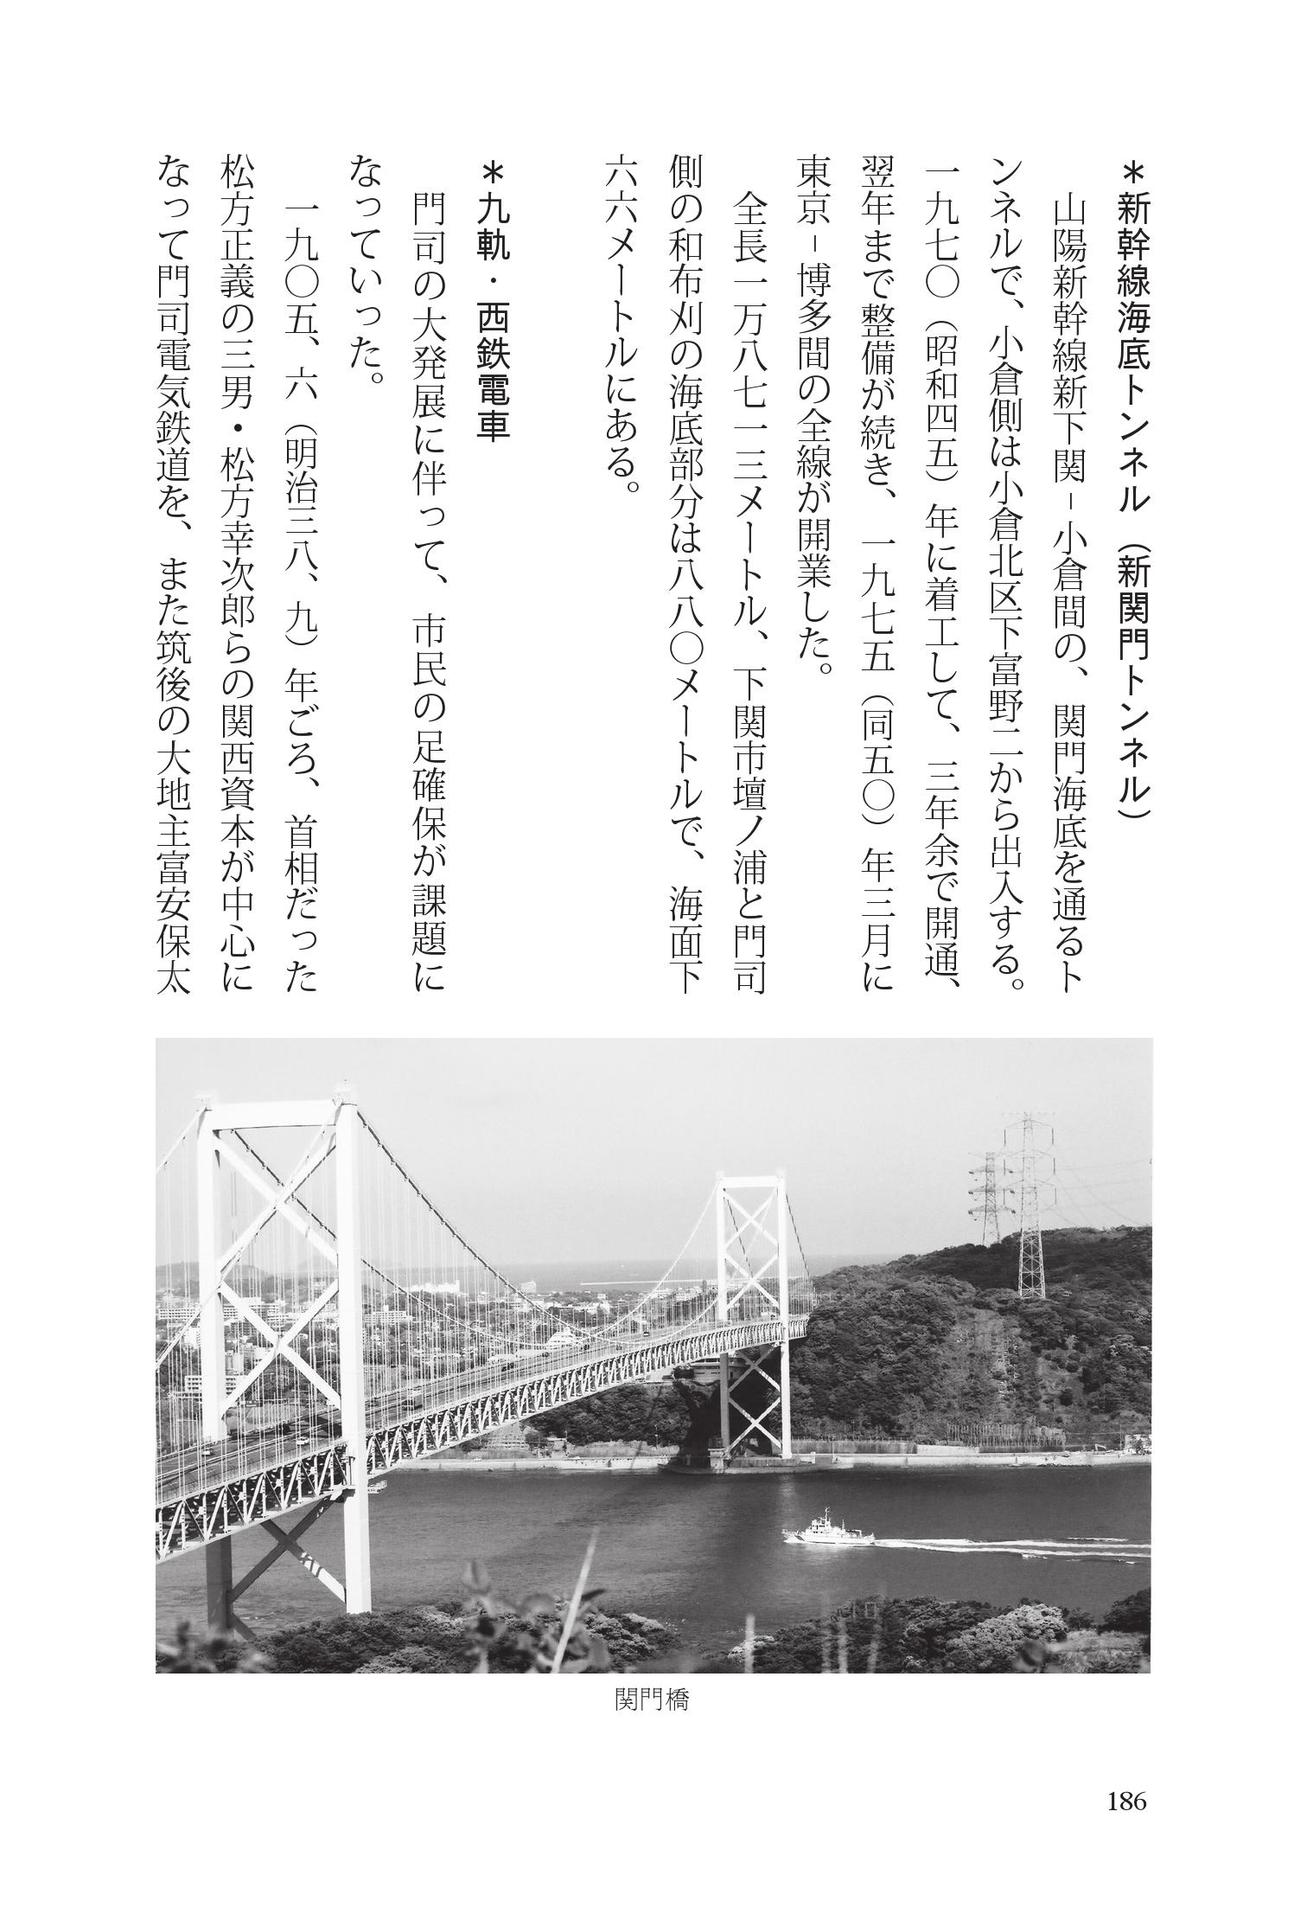 ＊新幹線海底トンネル（新関門トンネル）
山陽新幹線新下関−小倉間の、関門海底を通るト
ンネルで、小倉側は小倉北区下富野二から出入する。
一九七〇（昭和四五）年に着工して、三年余で開通、
翌年まで整備が続き、一九七五（同五〇）年三月に
東京−博多間の全線が開業した。
全長一万八七一三メートル、下関市壇ノ浦と門司
側の和布刈の海底部分は八八〇メートルで、海面下
六六メートルにある。
＊九軌・西鉄電車
門司の大発展に伴って、市民の足確保が課題に
なっていった。
一九〇五、六（明治三八、九）年ごろ、首相だった
松方正義の三男・松方幸次郎らの関西資本が中心に
なって門司電気鉄道を、また筑後の大地主富安保太
関門橋
186